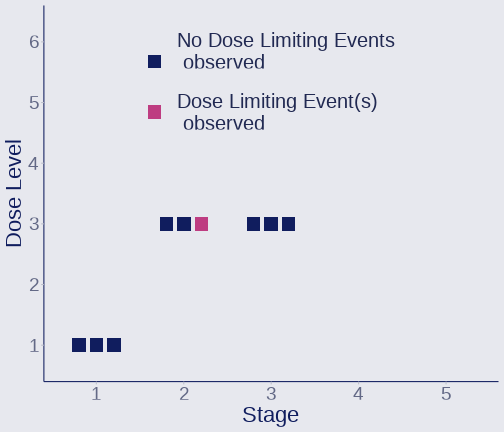 No Dose Limiting Events
observed
Dose Limiting Event(s)
observed
6
5
4
3
2
1
Dose Level
1 2 3 4 5
Stage